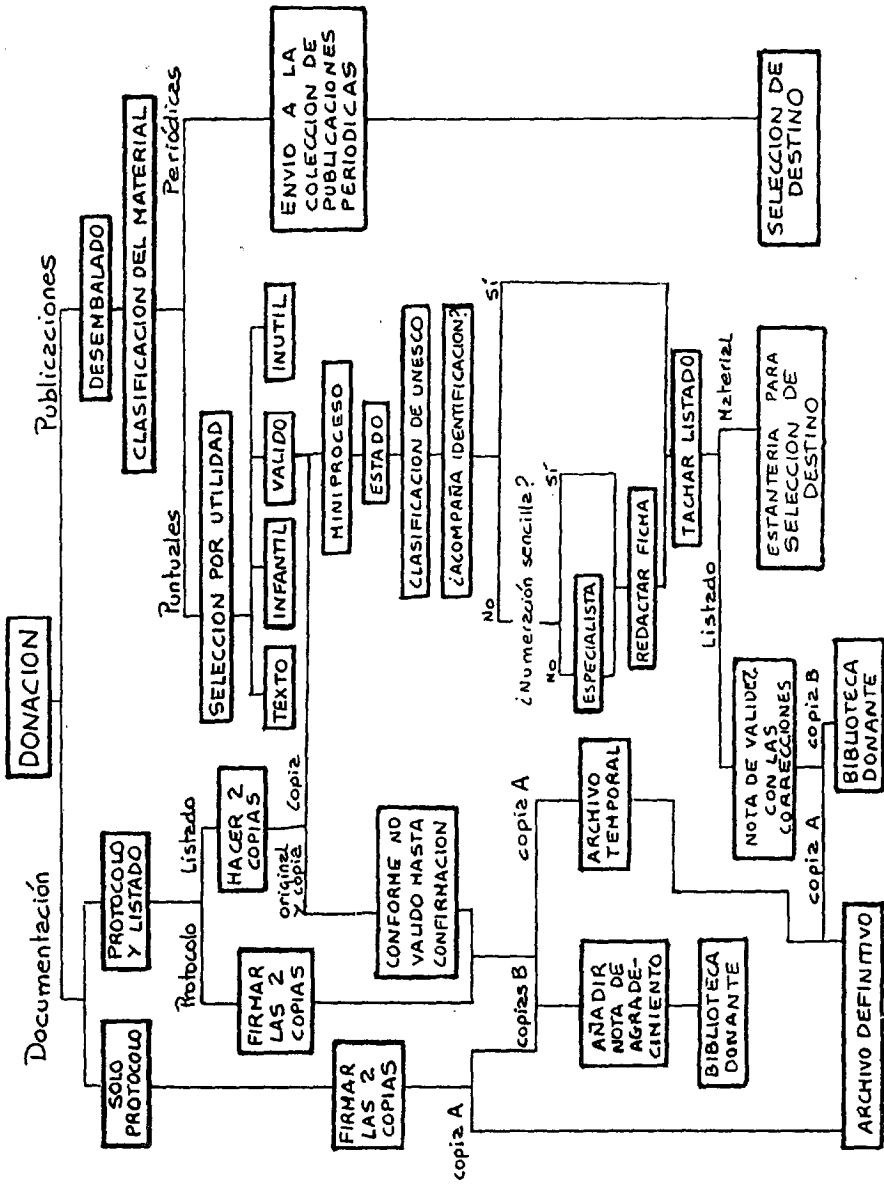 DONACION
Documentación
Publicaciones
SOLO
PROTOCOLO
PROTOCOLO
Y LISTADO
DESEMBALADO
CLASIFICACION DEL MATERIAL
Protocolo
Listado
Puntuales
Periódicas
FIRMAR
LAS 2
COPIAS
HACER 2
COPIAS
SELECCION POR UTILIDAD
ENVIO A LA
COLECCION DE
PUBLICACIONES
PERIODICAS
TEXTO
INFANTIL
VALIDO
INUTIL
original
y copia
Copia
FIRMAR
LAS 2
COPIAS
CONFORME NO
VALIDO HASTA
CONFIRMACION
MINIPROCESO
ESTADO
CLASIFICACION DE UNESCO
¿ACOMPAÑA IDENTIFICACION?
copia A
copias B
copia A
No
Sí
¿Numeración sencilla?
No
Sí
AÑADIR
NOTA DE
AGRADE-
CIMIENTO
ARCHIVO
TEMPORAL
ESPECIALISTA
REDACTAR FICHA
BIBLIOTECA
DONANTE
TACHAR LISTADO
Listado
Material
NOTA DE VALIDEZ
CON LAS
CORRECCIONES
ESTANTERIA PARA
SELECCION DE
DESTINO
SELECCION DE
DESTINO
copia A
copia B
ARCHIVO DEFINITIVO
BIBLIOTECA
DONANTE